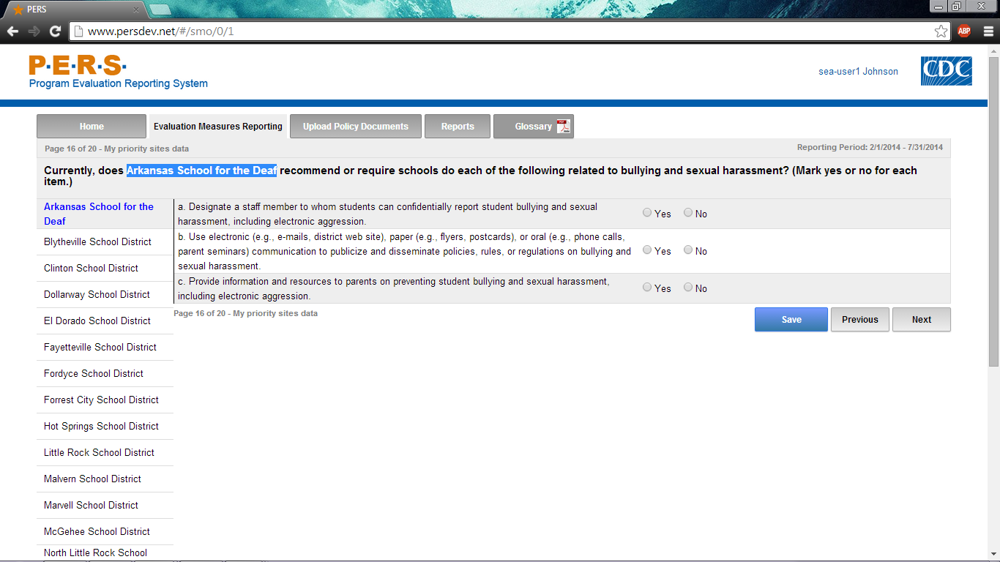 PERS
www.persdev.net/#/smo/0/1
ABP
P·E·R·S·
Program Evaluation Reporting System
sea-user1 Johnson
CDC
Home
Evaluation Measures Reporting
Upload Policy Documents
Reports
Glossary
Page 16 of 20 - My priority sites data
Reporting Period: 2/1/2014 - 7/31/2014
Currently, does Arkansas School for the Deaf recommend or require schools do each of the following related to bullying and sexual harassment? (Mark yes or no for each
item.)
Arkansas School for the
Deaf
Blytheville School District
Clinton School District
Dollarway School District
El Dorado School District
Fayetteville School District
Fordyce School District
Forrest City School District
Hot Springs School District
Little Rock School District
Malvern School District
Marvell School District
McGehee School District
North Little Rock School
a. Designate a staff member to whom students can confidentially report student bullying and sexual
harassment, including electronic aggression.
Yes No
b. Use electronic (e.g., e-mails, district web site), paper (e.g., flyers, postcards), or oral (e.g., phone calls,
parent seminars) communication to publicize and disseminate policies, rules, or regulations on bullying and
sexual harassment.
Yes No
c. Provide information and resources to parents on preventing student bullying and sexual harassment,
including electronic aggression.
Yes No
Page 16 of 20 - My priority sites data
Save
Previous
Next